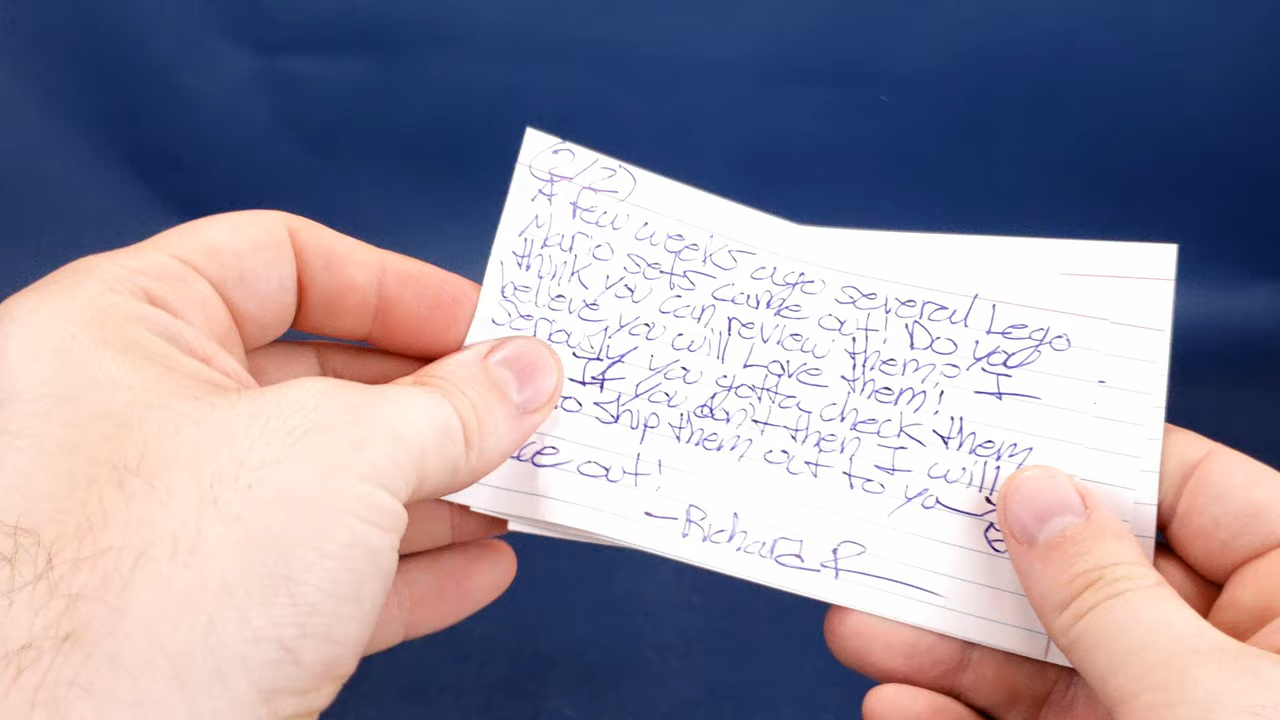 (2/2)
A few weeks ago several Lego
Mario sets came out! Do you
think you can review them? I
believe you will Love them!
Seriously you gotta check them
If you don't then I will
to ship them out to you
out!
-Richard R